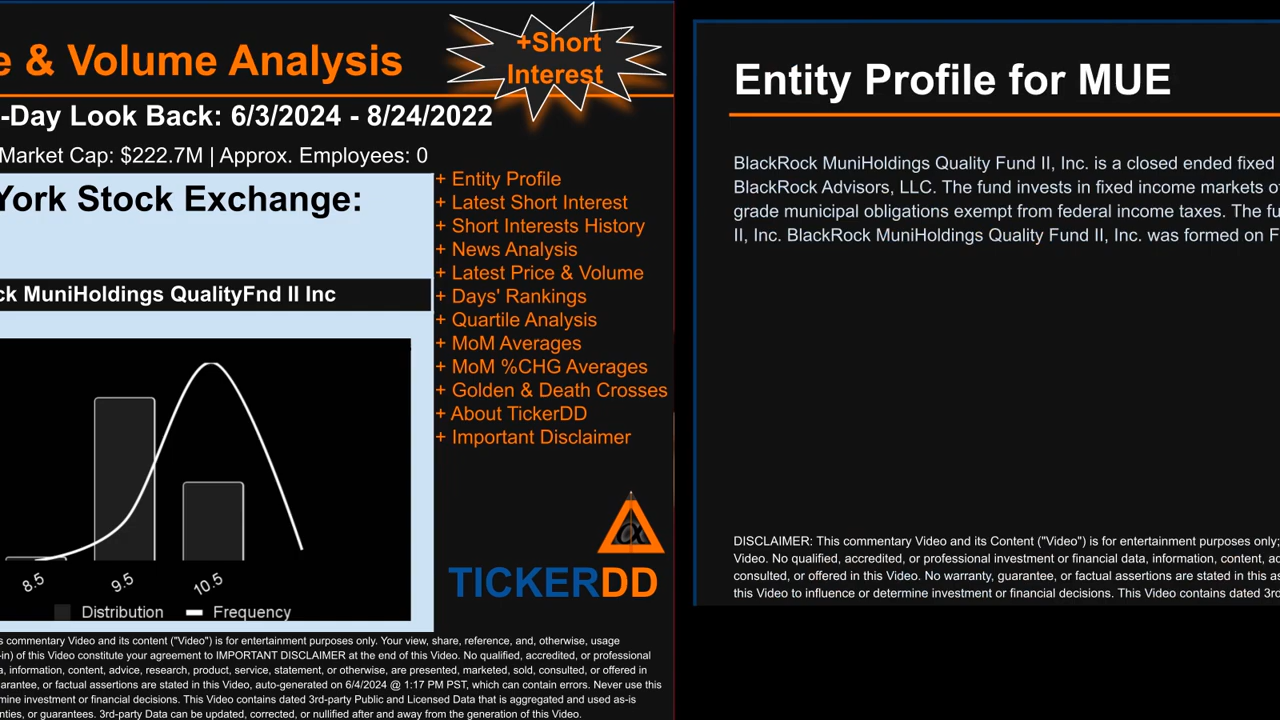 e & Volume Analysis
+Short
Interest
-Day Look Back: 6/3/2024 - 8/24/2022
Market Cap: $222.7M | Approx. Employees: 0
York Stock Exchange:
ck MuniHoldings QualityFnd II Inc
8.5
9.5
10.5
Distribution
Frequency
+ Entity Profile
+ Latest Short Interest
+ Short Interests History
+ News Analysis
+ Latest Price & Volume
+ Days' Rankings
+ Quartile Analysis
+ MoM Averages
+ MoM %CHG Averages
+ Golden & Death Crosses
+ About TickerDD
+ Important Disclaimer
TICKERDD
s commentary Video and its content ("Video") is for entertainment purposes only. Your view, share, reference, and, otherwise, usage
-in) of this Video constitute your agreement to IMPORTANT DISCLAIMER at the end of this Video. No qualified, accredited, or professional
a, information, content, advice, research, product, service, statement, or otherwise, are presented, marketed, sold, consulted, or offered in
arantee, or factual assertions are stated in this Video, auto-generated on 6/4/2024 @ 1:17 PM PST, which can contain errors. Never use this
mine investment or financial decisions. This Video contains dated 3rd-party Public and Licensed Data that is aggregated and used as-is
nties, or guarantees. 3rd-party Data can be updated, corrected, or nullified after and away from the generation of this Video.
Entity Profile for MUE
BlackRock MuniHoldings Quality Fund II, Inc. is a closed ended fixed
BlackRock Advisors, LLC. The fund invests in fixed income markets of
grade municipal obligations exempt from federal income taxes. The fu
II, Inc. BlackRock MuniHoldings Quality Fund II, Inc. was formed on F
DISCLAIMER: This commentary Video and its Content ("Video") is for entertainment purposes only;
Video. No qualified, accredited, or professional investment or financial data, information, content, ad
consulted, or offered in this Video. No warranty, guarantee, or factual assertions are stated in this as
this Video to influence or determine investment or financial decisions. This Video contains dated 3rd